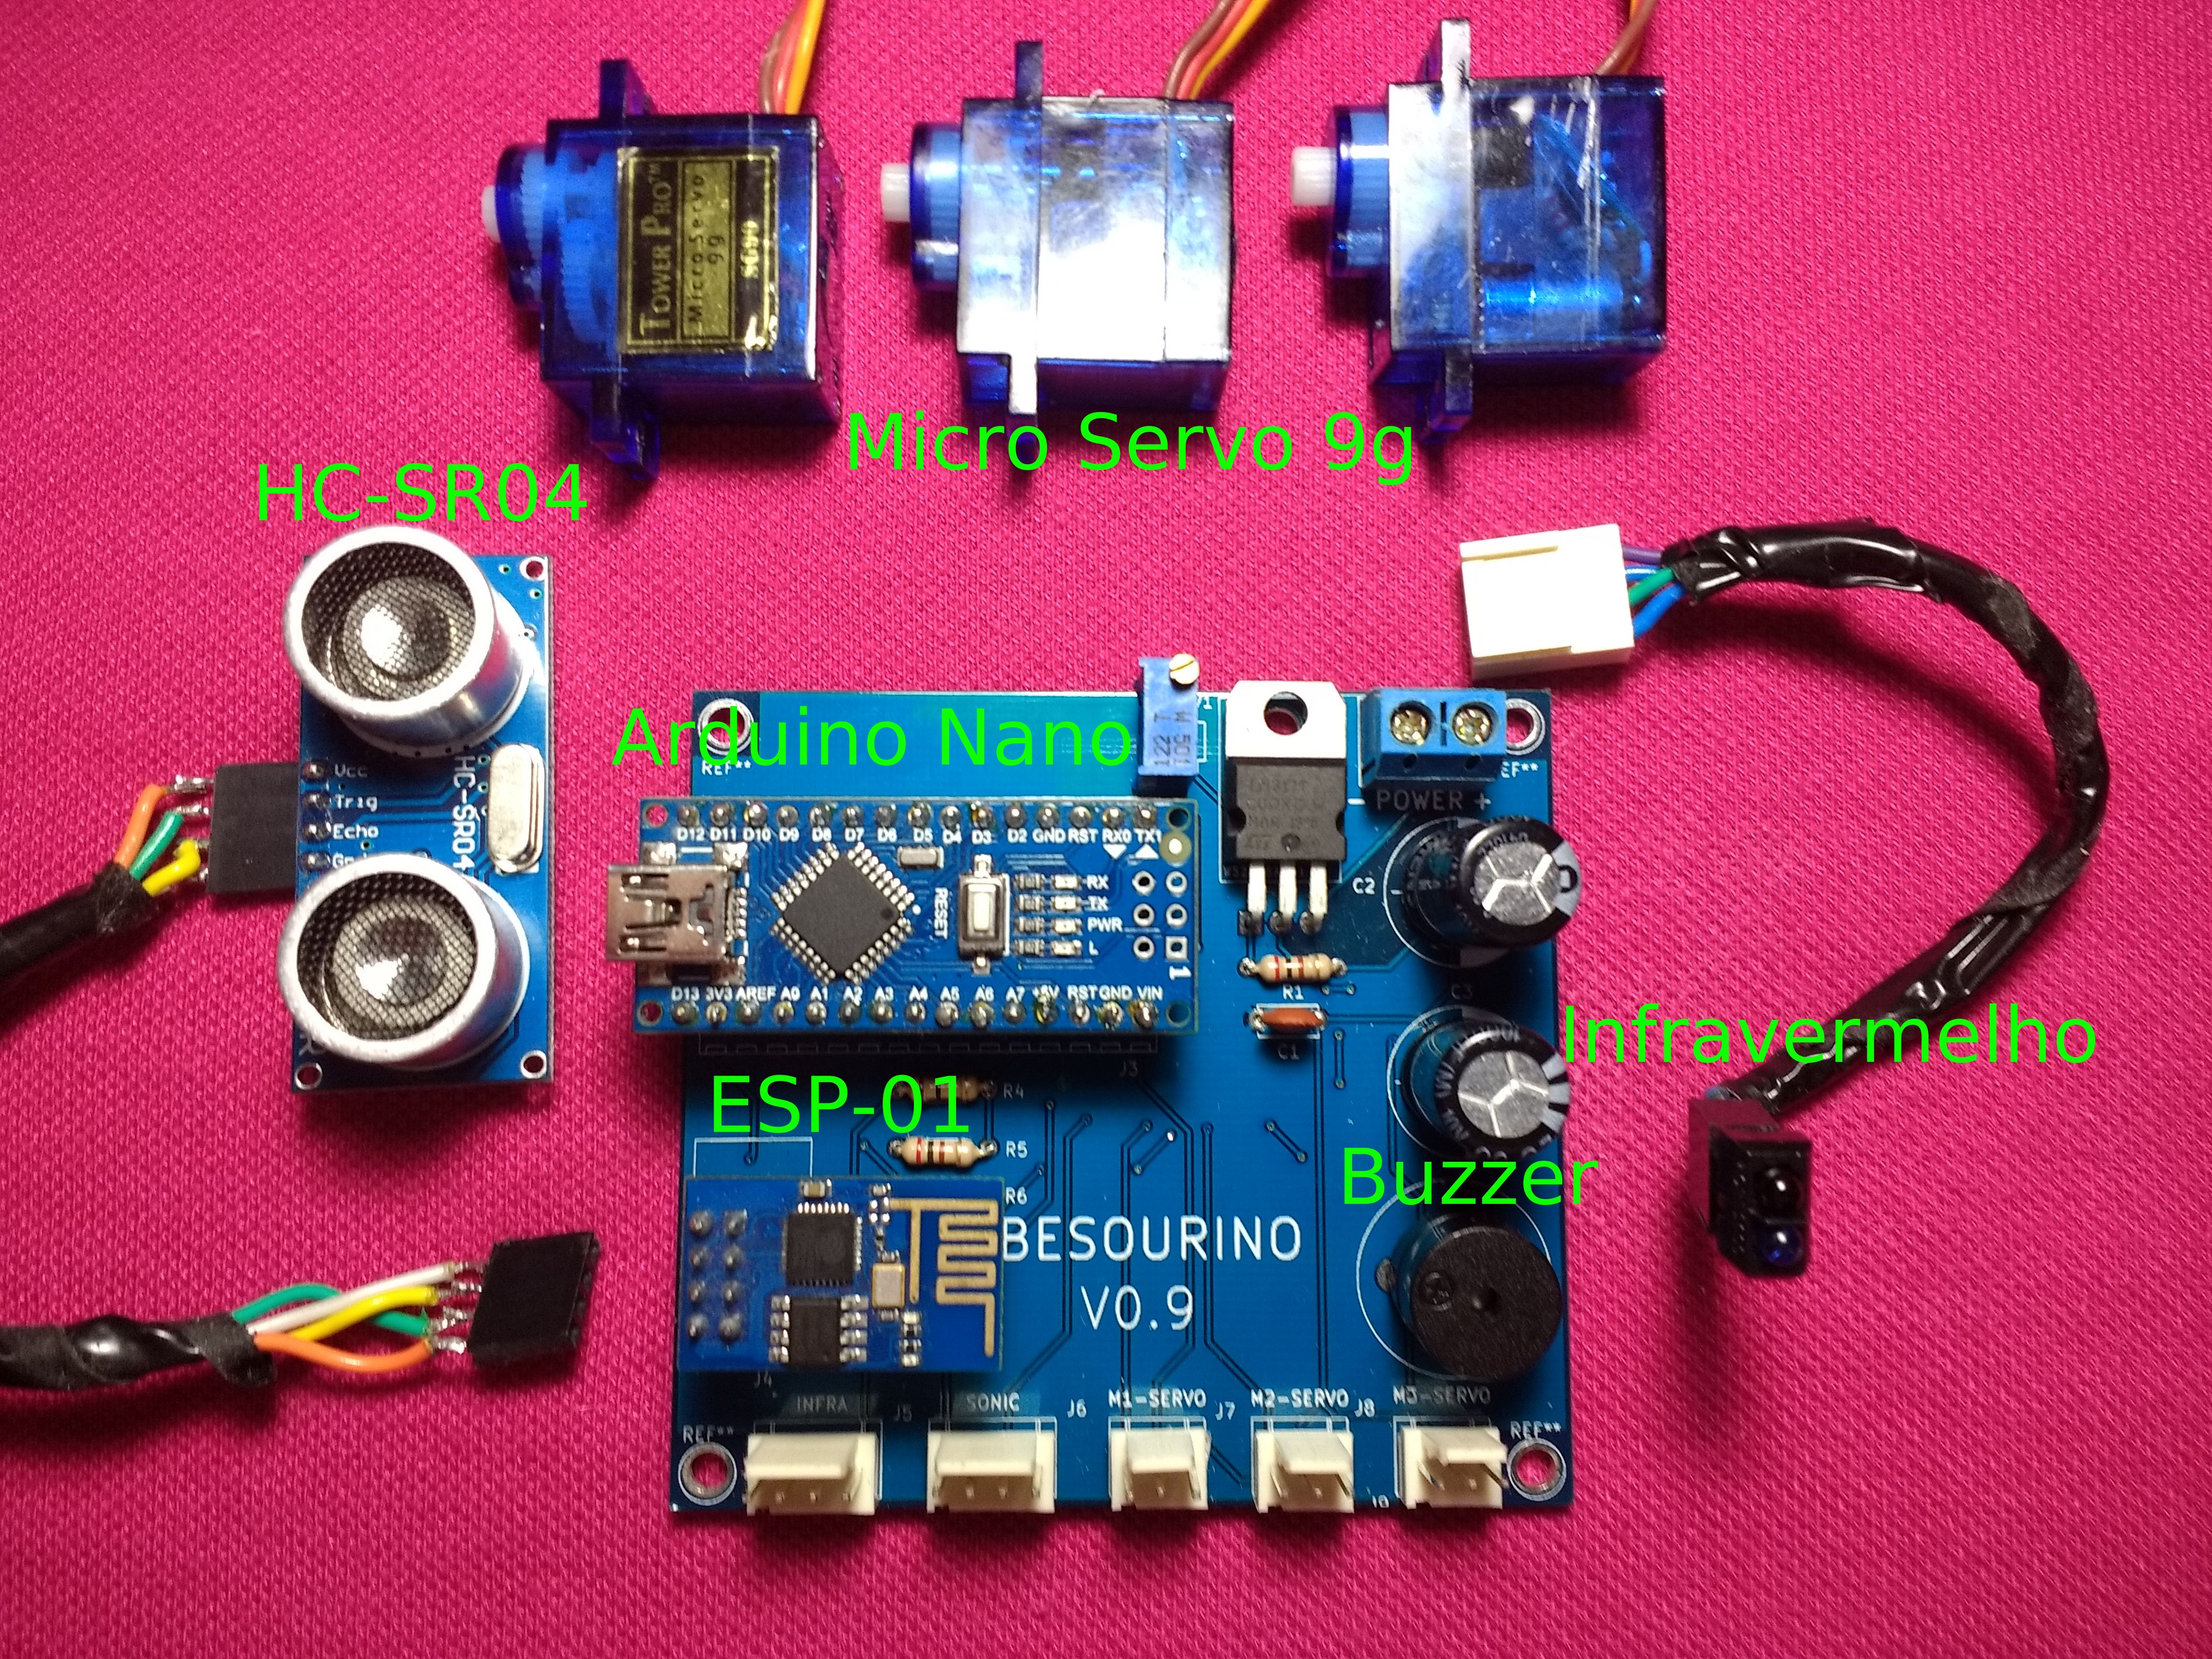 TOWER PRO™
Micro Servo
9g
SG90
Micro Servo 9g
HC-SR04
Vcc
Trig
Echo
HC-SR04
Arduino Nano
122 T
105 M
REF**
EF**
- POWER +
D12 D11 D10 D9 D8 D7 D6 D5 D4 D3 D2 GND RST RX0 TX1
RESET
RX
TX
PWR
L
1
D13 3V3 AREF A0 A1 A2 A3 A4 A5 A6 A7 +5V RST GND VIN
C2
R1
C3
C1
J3
Infravermelho
ESP-01
R4
R5
R6
Buzzer
BESOURINO
V0.9
J4
INFRA
J5
SONIC
J6
M1-SERVO
J7
M2-SERVO
J8
M3-SERVO
REF**
REF**